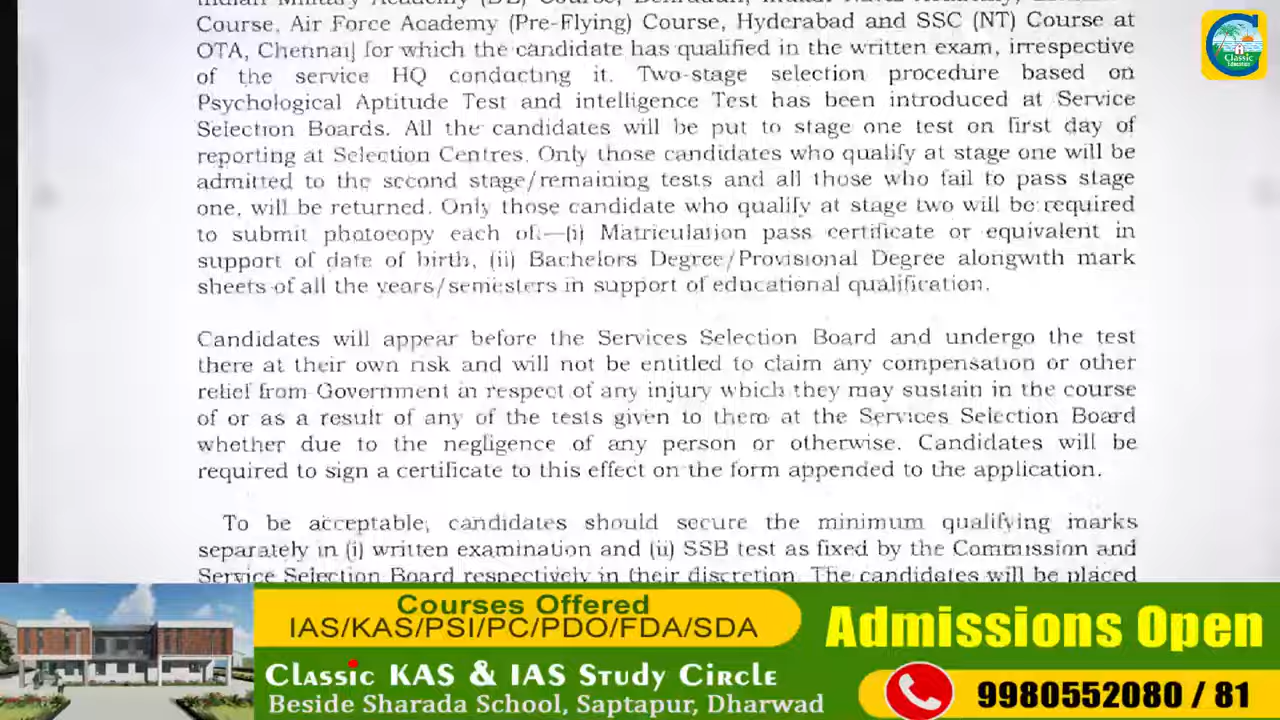 Course, Air Force Academy (Pre-Flying) Course, Hyderabad and SSC (NT) Course at
OTA, Chennai] for which the candidate has qualified in the written exam, irrespective
of the service HQ conducting it. Two-stage selection procedure based on
Psychological Aptitude Test and intelligence Test has been introduced at Service
Selection Boards. All the candidates will be put to stage one test on first day of
reporting at Selection Centres. Only those candidates who qualify at stage one will be
admitted to the second stage/remaining tests and all those who fail to pass stage
one, will be returned. Only those candidate who qualify at stage two will be required
to submit photocopy each of:—(i) Matriculation pass certificate or equivalent in
support of date of birth, (ii) Bachelors Degree/Provisional Degree alongwith mark
sheets of all the years/semesters in support of educational qualification.
Candidates will appear before the Services Selection Board and undergo the test
there at their own risk and will not be entitled to claim any compensation or other
relief from Government in respect of any injury which they may sustain in the course
of or as a result of any of the tests given to them at the Services Selection Board
whether due to the negligence of any person or otherwise. Candidates will be
required to sign a certificate to this effect on the form appended to the application.
To be acceptable, candidates should secure the minimum qualifying marks
separately in (i) written examination and (ii) SSB test as fixed by the Commission and
Service Selection Board respectively in their discretion. The candidates will be placed
Classic
Education
Courses Offered
IAS/KAS/PSI/PC/PDO/FDA/SDA
Classic KAS & IAS Study Circle
Beside Sharada School, Saptapur, Dharwad
Admissions Open
9980552080 / 81